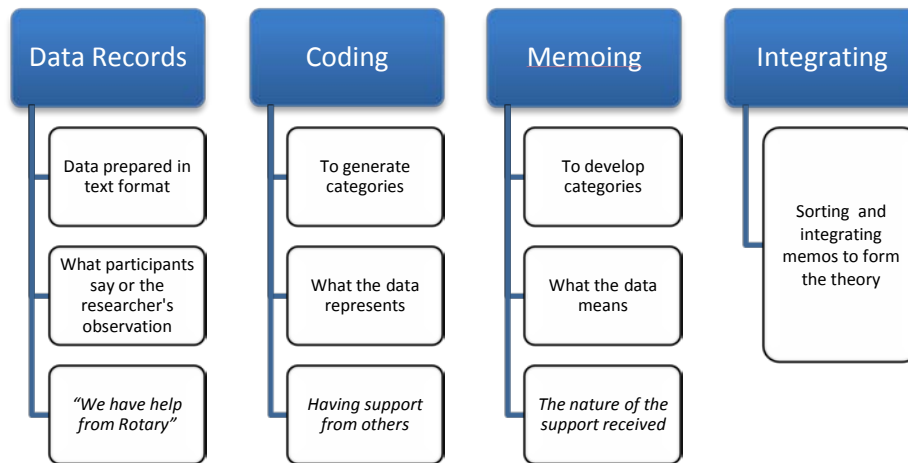 Data Records
Data prepared in
text format
What participants
say or the
researcher's
observation
“We have help
from Rotary”
Coding
To generate
categories
What the data
represents
Having support
from others
Memoing
To develop
categories
What the data
means
The nature of the
support received
Integrating
Sorting and
integrating
memos to form
the theory